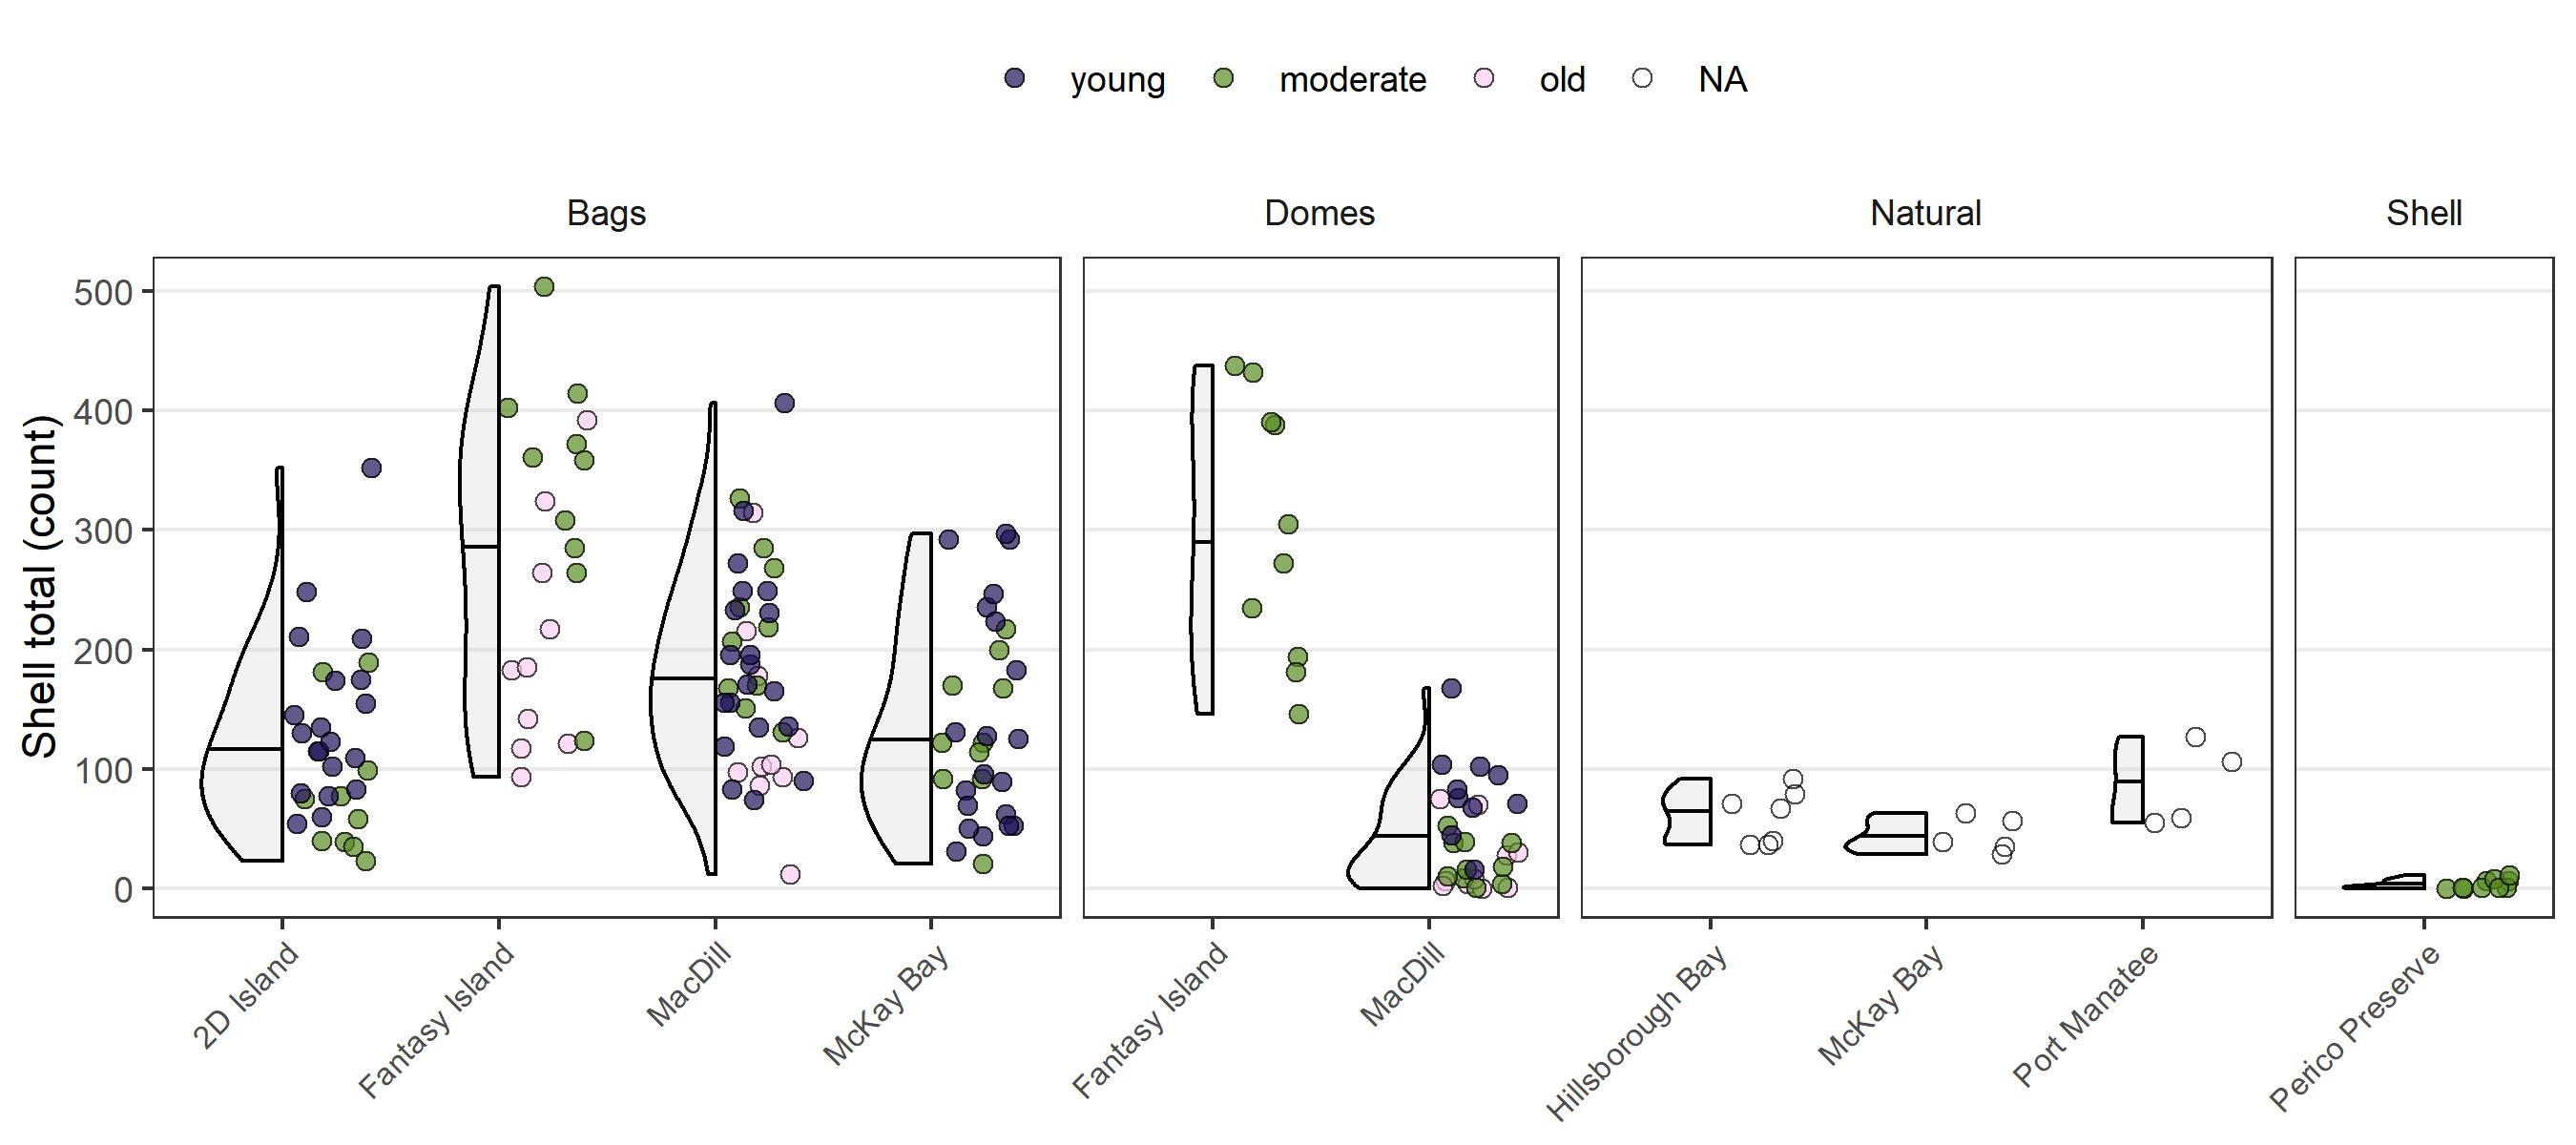 young moderate old NA
Bags Domes Natural Shell
Shell total (count)
500
400
300
200
100
0
2D Island Fantasy Island MacDill McKay Bay Fantasy Island MacDill Hillsborough Bay McKay Bay Port Manatee Perico Preserve